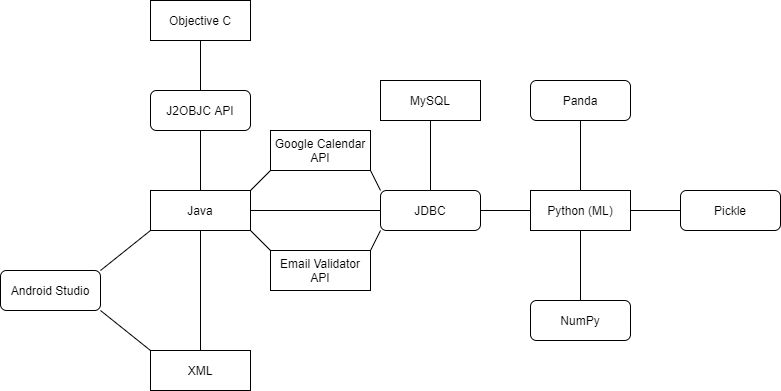 Objective C
J2OBJC API
MySQL
Panda
Google Calendar
API
Java
JDBC
Python (ML)
Pickle
Email Validator
API
Android Studio
NumPy
XML